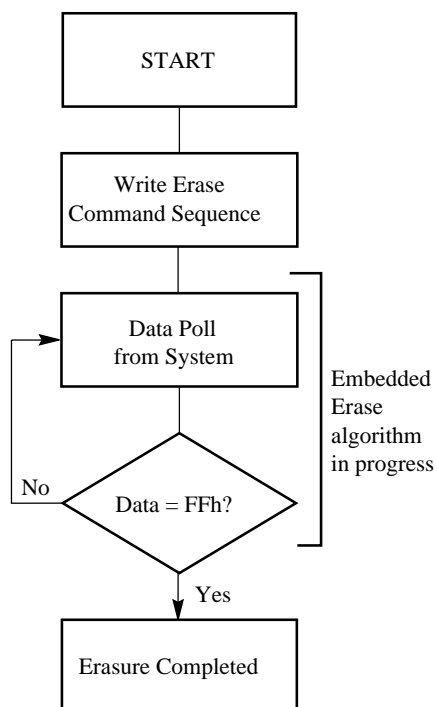 START
Write Erase
Command Sequence
Data Poll
from System
Embedded
Erase
algorithm
in progress
No
Data = FFh?
Yes
Erasure Completed